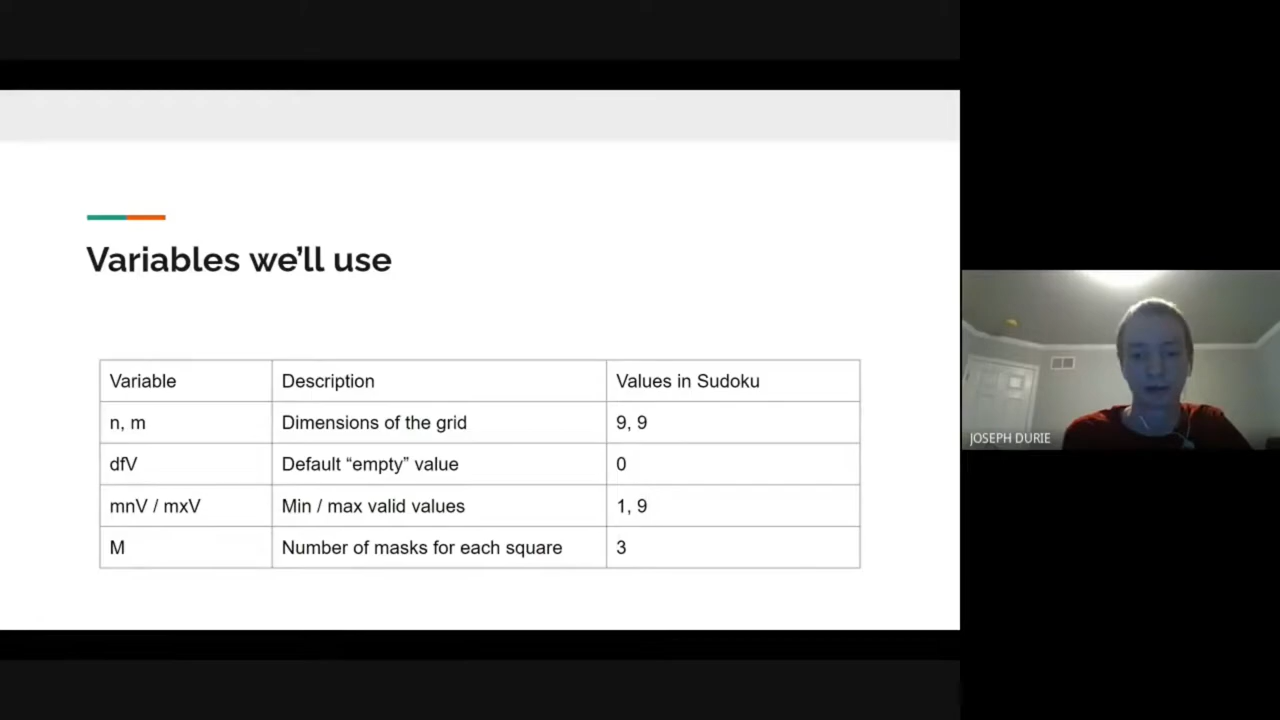 Variables we'll use
Variable Description Values in Sudoku
n, m Dimensions of the grid 9, 9
dfV Default “empty” value 0
mnV / mxV Min / max valid values 1, 9
M Number of masks for each square 3
JOSEPH DURIE